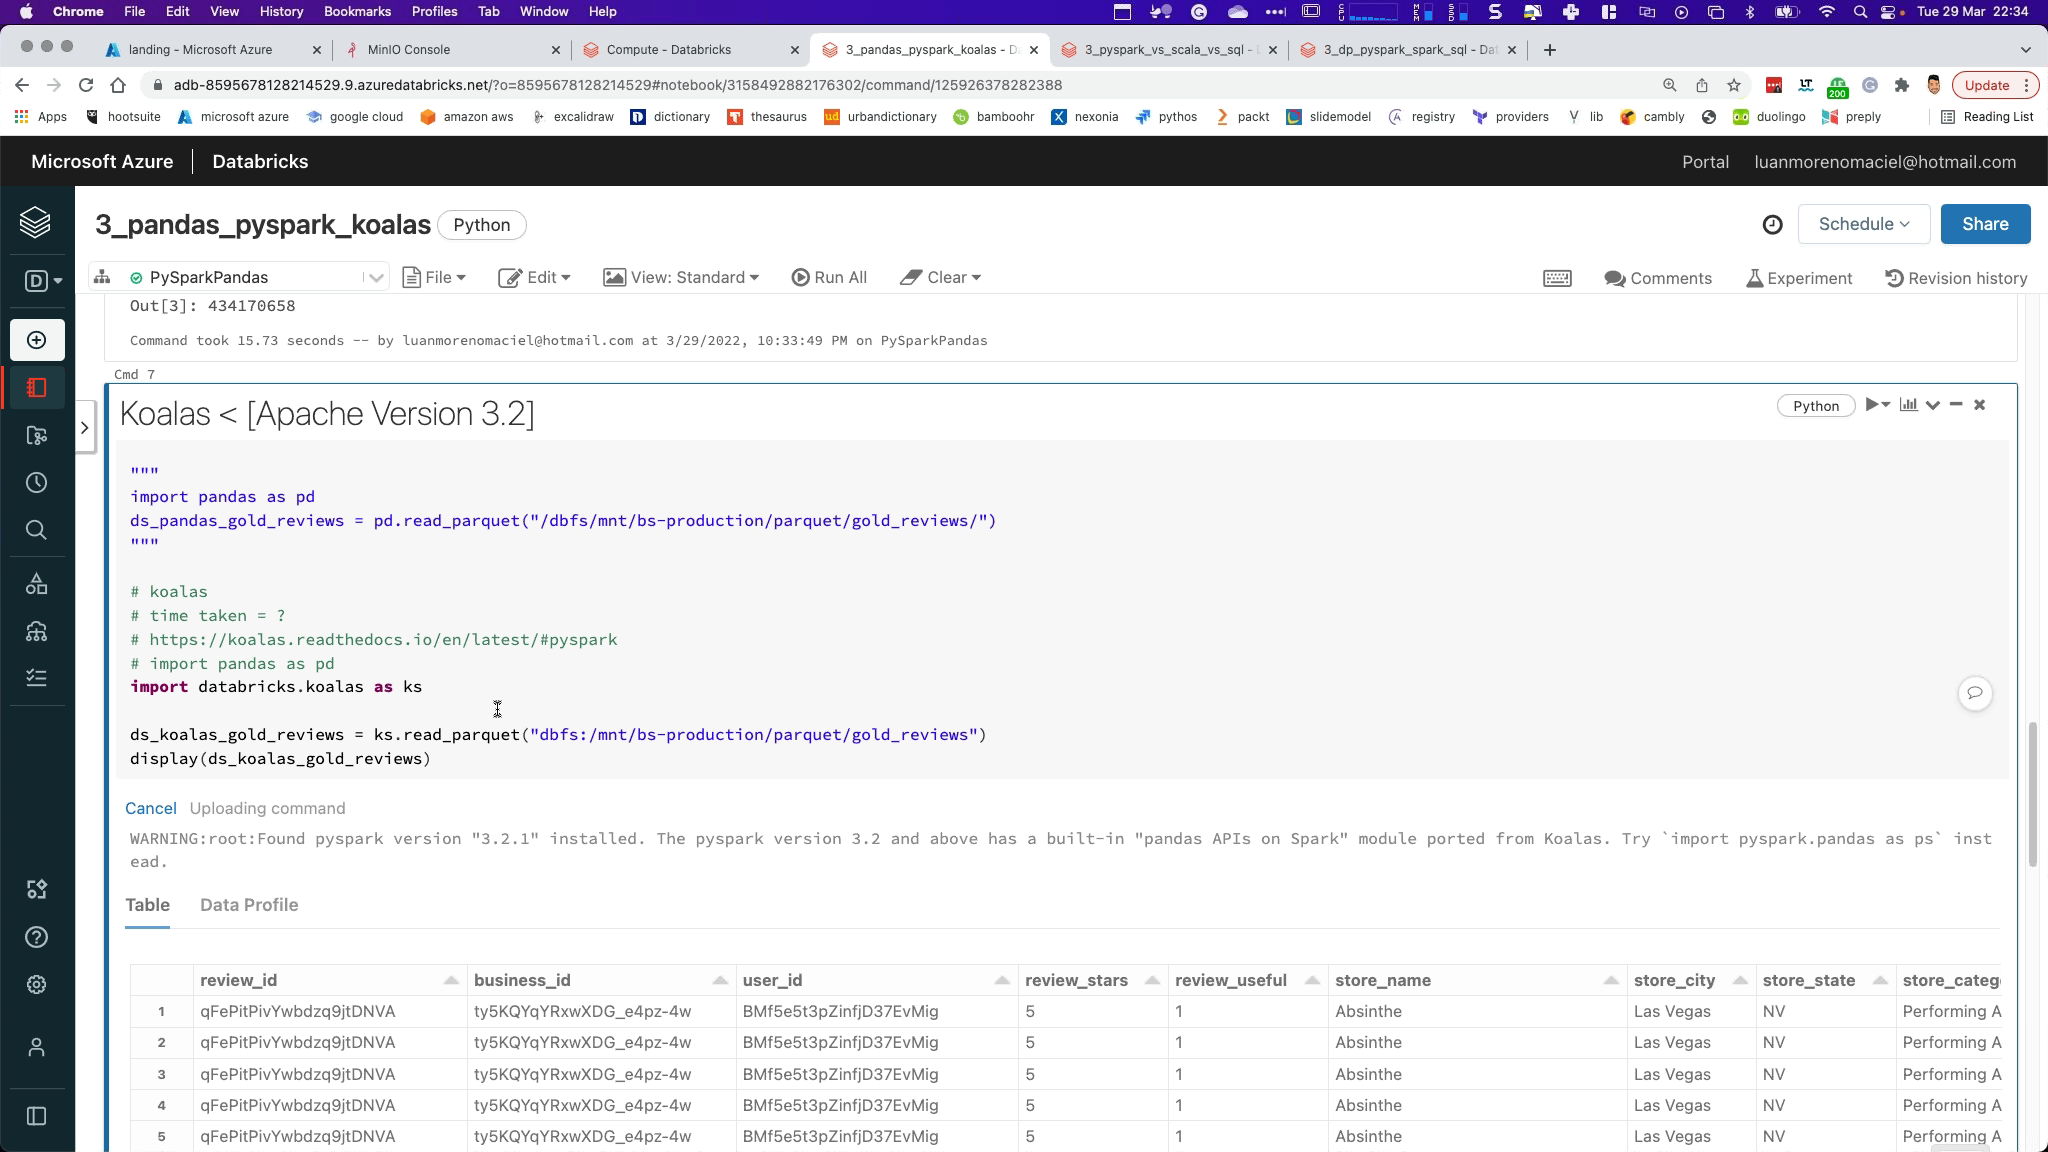 Chrome File Edit View History Bookmarks Profiles Tab Window Help Tue 29 Mar 22:34
landing - Microsoft Azure MinIO Console Compute - Databricks 3_pandas_pyspark_koalas - D 3_pyspark_vs_scala_vs_sql - 3_dp_pyspark_spark_sql - Dat
adb-8595678128214529.9.azuredatabricks.net/?o=8595678128214529#notebook/3158492882176302/command/125926378282388 200 Update
Apps hootsuite microsoft azure google cloud amazon aws excalidraw dictionary thesaurus urbandictionary bamboohr nexonia pythos packt slidemodel registry providers lib cambly duolingo preply Reading List
Microsoft Azure Databricks Portal luanmorenomaciel@hotmail.com
3_pandas_pyspark_koalas Python Schedule Share
D
PySparkPandas File Edit View: Standard Run All Clear Comments Experiment Revision history
Out[3]: 434170658
Command took 15.73 seconds -- by luanmorenomaciel@hotmail.com at 3/29/2022, 10:33:49 PM on PySparkPandas
Cmd 7
Koalas < [Apache Version 3.2] Python
"""
import pandas as pd
ds_pandas_gold_reviews = pd.read_parquet("/dbfs/mnt/bs-production/parquet/gold_reviews/")
"""
# koalas
# time taken = ?
# https://koalas.readthedocs.io/en/latest/#pyspark
# import pandas as pd
import databricks.koalas as ks
ds_koalas_gold_reviews = ks.read_parquet("dbfs:/mnt/bs-production/parquet/gold_reviews")
display(ds_koalas_gold_reviews)
Cancel Uploading command
WARNING:root:Found pyspark version "3.2.1" installed. The pyspark version 3.2 and above has a built-in "pandas APIs on Spark" module ported from Koalas. Try `import pyspark.pandas as ps` inst
ead.
Table Data Profile
review_id business_id user_id review_stars review_useful store_name store_city store_state store_categ
1 qFePitPivYwbdzq9jtDNVA ty5KQYqYRxwXDG_e4pz-4w BMf5e5t3pZinfjD37EvMig 5 1 Absinthe Las Vegas NV Performing A
2 qFePitPivYwbdzq9jtDNVA ty5KQYqYRxwXDG_e4pz-4w BMf5e5t3pZinfjD37EvMig 5 1 Absinthe Las Vegas NV Performing A
3 qFePitPivYwbdzq9jtDNVA ty5KQYqYRxwXDG_e4pz-4w BMf5e5t3pZinfjD37EvMig 5 1 Absinthe Las Vegas NV Performing A
4 qFePitPivYwbdzq9jtDNVA ty5KQYqYRxwXDG_e4pz-4w BMf5e5t3pZinfjD37EvMig 5 1 Absinthe Las Vegas NV Performing A
5 qFePitPivYwbdzq9jtDNVA ty5KQYqYRxwXDG_e4pz-4w BMf5e5t3pZinfjD37EvMig 5 1 Absinthe Las Vegas NV Performing A